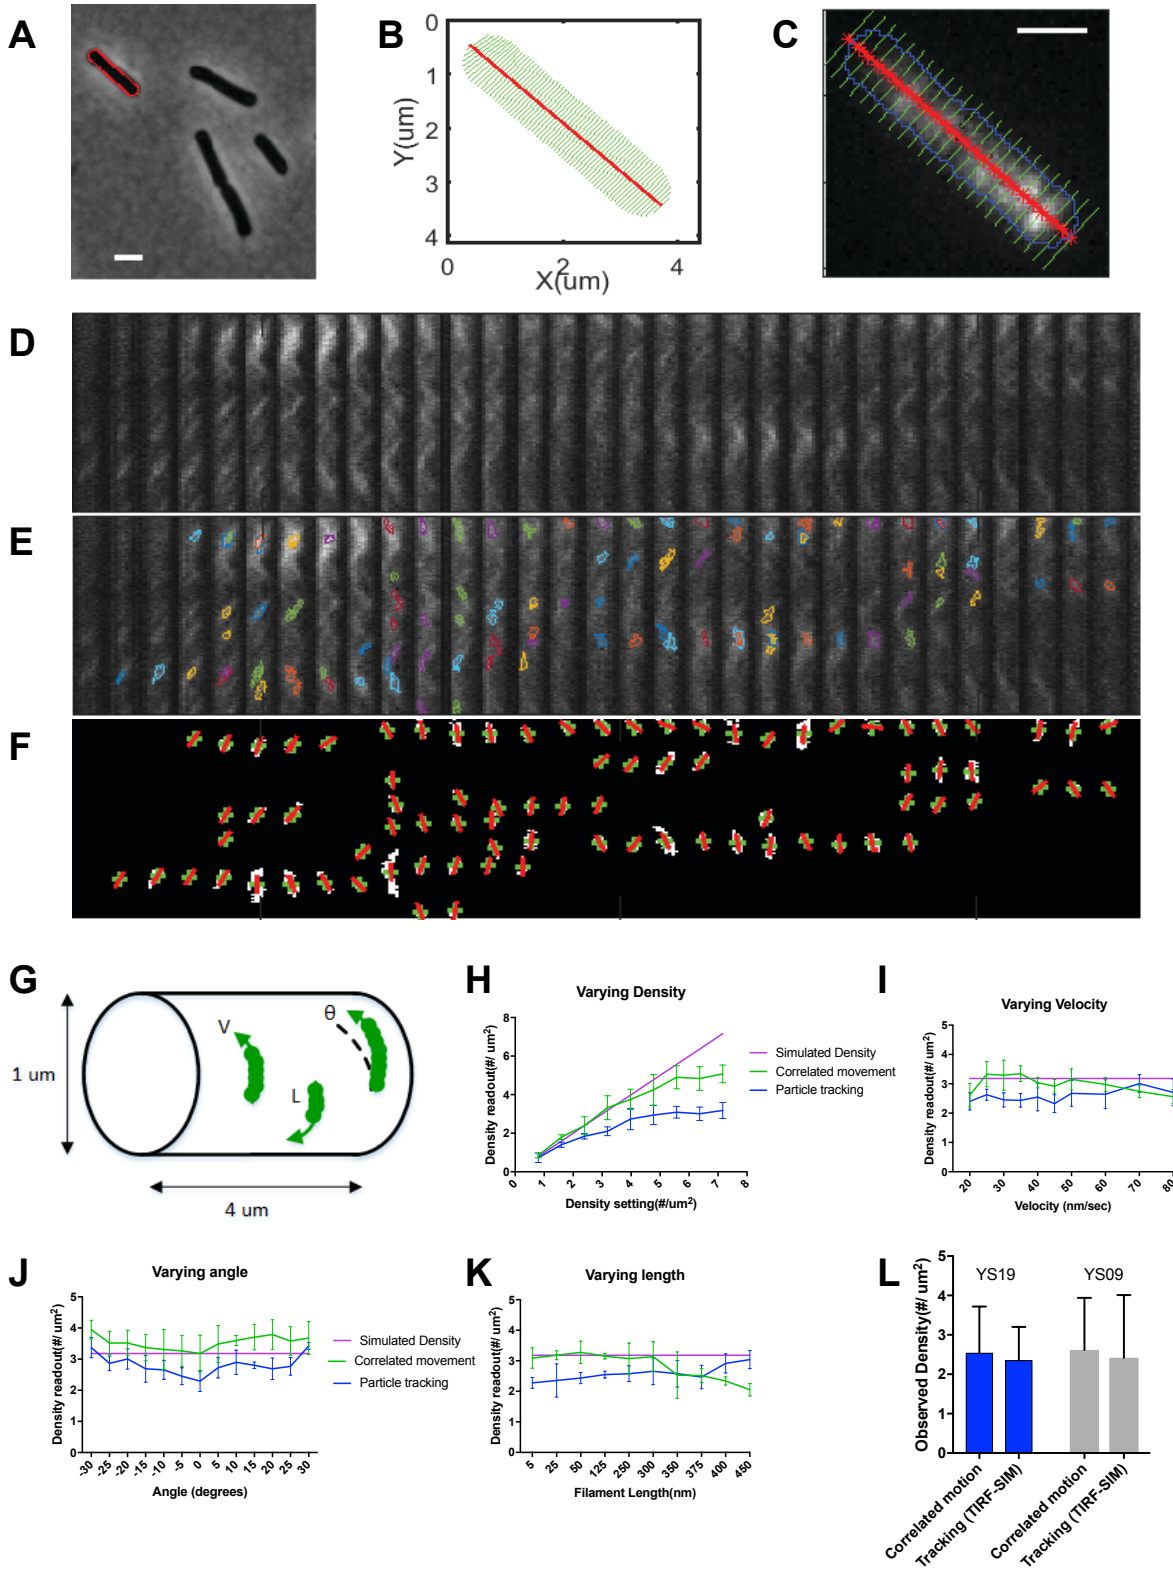 A
B
0
1
2
3
4
Y(um)
0
2
4
X(um)
C
D
E
F
G
V
θ
L
1 um
4 um
H
Varying Density
8
6
4
2
0
Density readout(#/ um²)
0
1
2
3
4
5
6
7
8
Density setting(#/um²)
Simulated Density
Correlated movement
Particle tracking
I
Varying Velocity
5
4
3
2
1
0
Density readout(#/ um²)
20
30
40
50
60
70
80
Velocity (nm/sec)
J
Varying angle
5
4
3
2
1
0
Density readout(#/ um²)
-30
-25
-20
-15
-10
-5
0
5
10
15
20
25
30
Angle (degrees)
Simulated Density
Correlated movement
Particle tracking
K
Varying length
5
4
3
2
1
0
Density readout(#/ um²)
5
25
50
125
250
300
350
375
400
450
Filament Length(nm)
L
5
4
3
2
1
0
Observed Density(#/ um²)
YS19
YS09
Correlated motion
Tracking (TIRF-SIM)
Correlated motion
Tracking (TIRF-SIM)